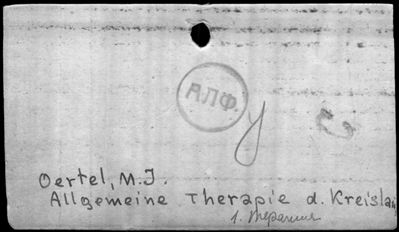 АЛФ.
У
Oertel, M.J.
Allgemeine Therapie d. Kreislau
1. Терапия